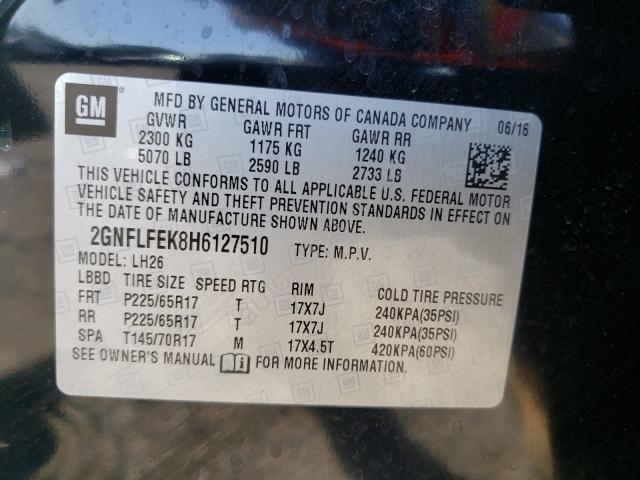 GM
MFD BY GENERAL MOTORS OF CANADA COMPANY 06/16
GVWR GAWR FRT GAWR RR
2300 KG 1175 KG 1240 KG
5070 LB 2590 LB 2733 LB
THIS VEHICLE CONFORMS TO ALL APPLICABLE U.S. FEDERAL MOTOR
VEHICLE SAFETY AND THEFT PREVENTION STANDARDS IN EFFECT ON
THE DATE OF MANUFACTURE SHOWN ABOVE.
2GNFLFEK8H6127510 TYPE: M.P.V.
MODEL: LH26
LBBD TIRE SIZE SPEED RTG RIM COLD TIRE PRESSURE
FRT P225/65R17 T 17X7J 240KPA(35PSI)
RR P225/65R17 T 17X7J 240KPA(35PSI)
SPA T145/70R17 M 17X4.5T 420KPA(60PSI)
SEE OWNER'S MANUAL FOR MORE INFORMATION.